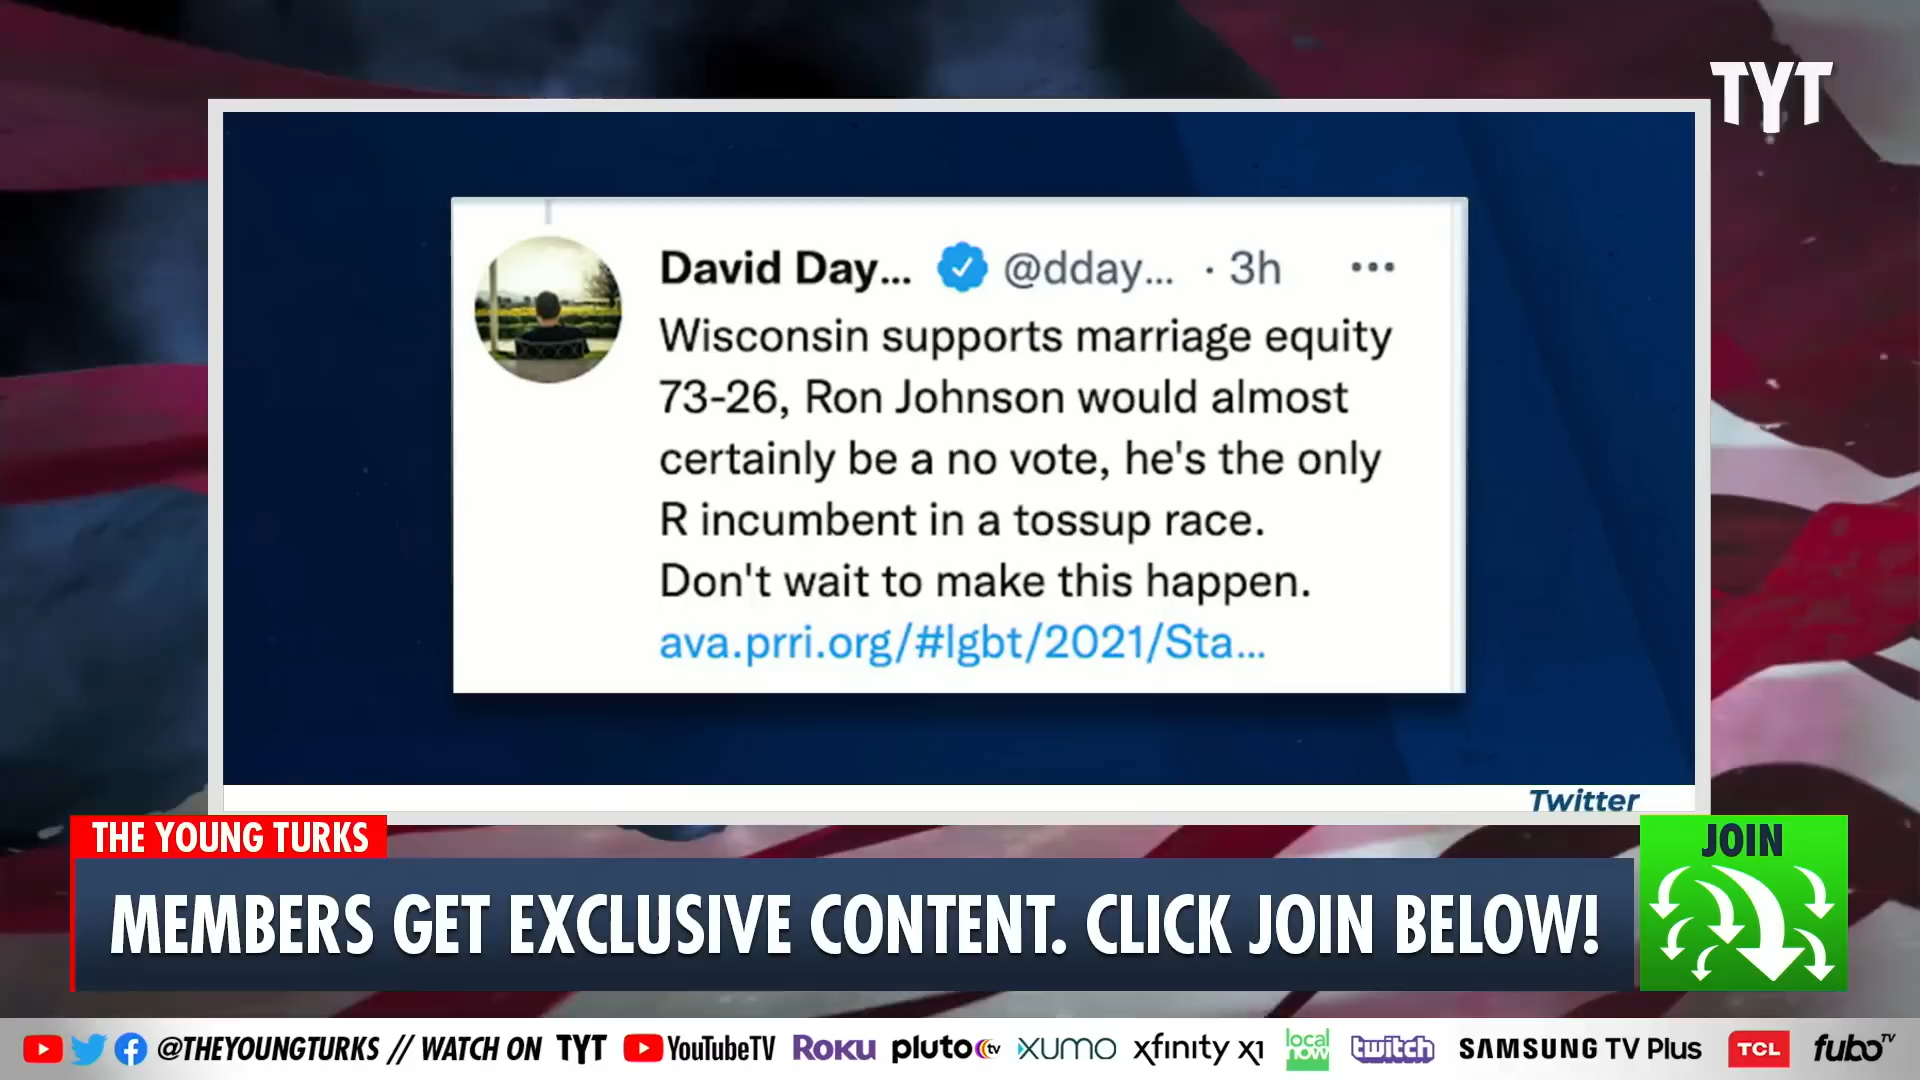 TYT
David Day... @dday... · 3h ...
Wisconsin supports marriage equity
73-26, Ron Johnson would almost
certainly be a no vote, he's the only
R incumbent in a tossup race.
Don't wait to make this happen.
ava.prri.org/#lgbt/2021/Sta...
Twitter
THE YOUNG TURKS
JOIN
MEMBERS GET EXCLUSIVE CONTENT. CLICK JOIN BELOW!
@THEYOUNGTURKS // WATCH ON TYT YouTubeTV ROKU pluto tv XUMO xfinity x1 local now twitch SAMSUNG TV Plus TCL fubo TV